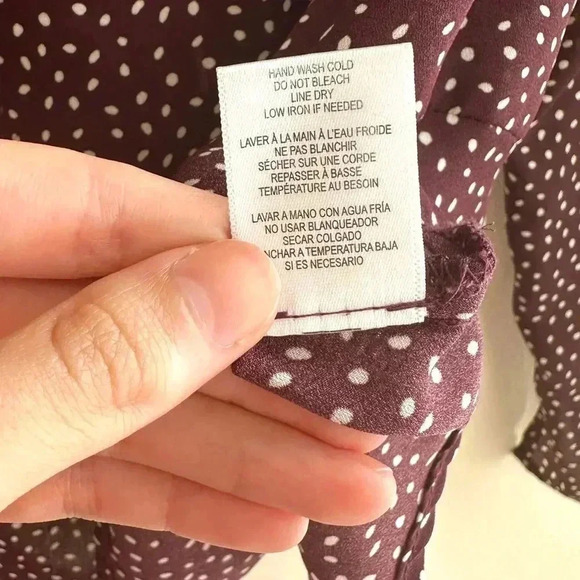 HAND WASH COLD
DO NOT BLEACH
LINE DRY
LOW IRON IF NEEDED
LAVER À LA MAIN À L'EAU FROIDE
NE PAS BLANCHIR
SÉCHER SUR UNE CORDE
REPASSER À BASSE
TEMPÉRATURE AU BESOIN
LAVAR A MANO CON AGUA FRÍA
NO USAR BLANQUEADOR
SECAR COLGADO
A TEMPERATURA BAJA
SI ES NECESARIO